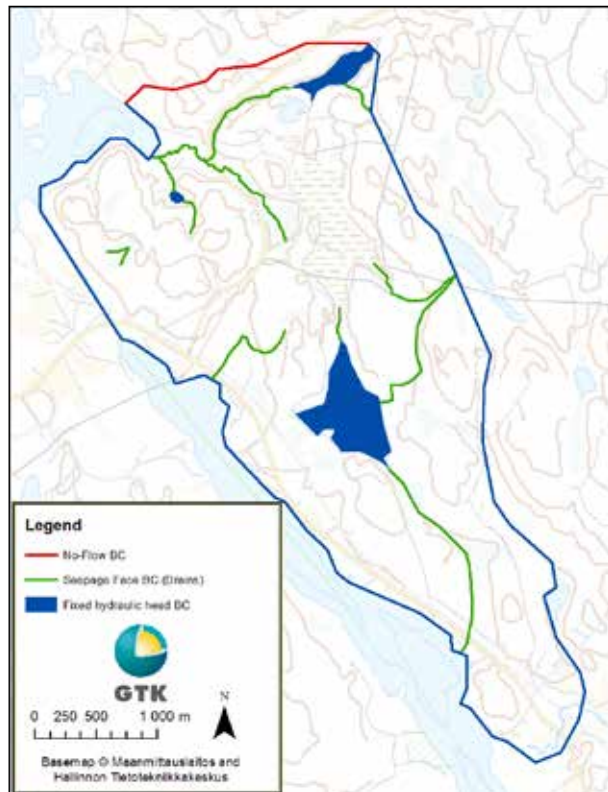 Legend
No-Flow BC
Seepage Face BC (Drains)
Fixed hydraulic head BC
GTK
N
0 250 500 1 000 m
Basemap © Maanmittauslaitos and
Hallinnon Tietotekniikkakeskus